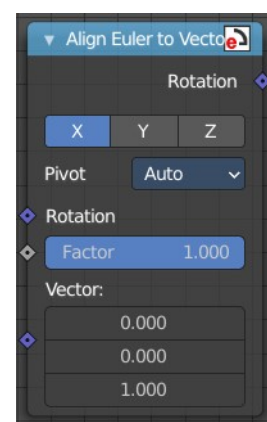 Align Euler to Vecto
e
Rotation
X Y Z
Pivot Auto
Rotation
Factor 1.000
Vector:
0.000
0.000
1.000